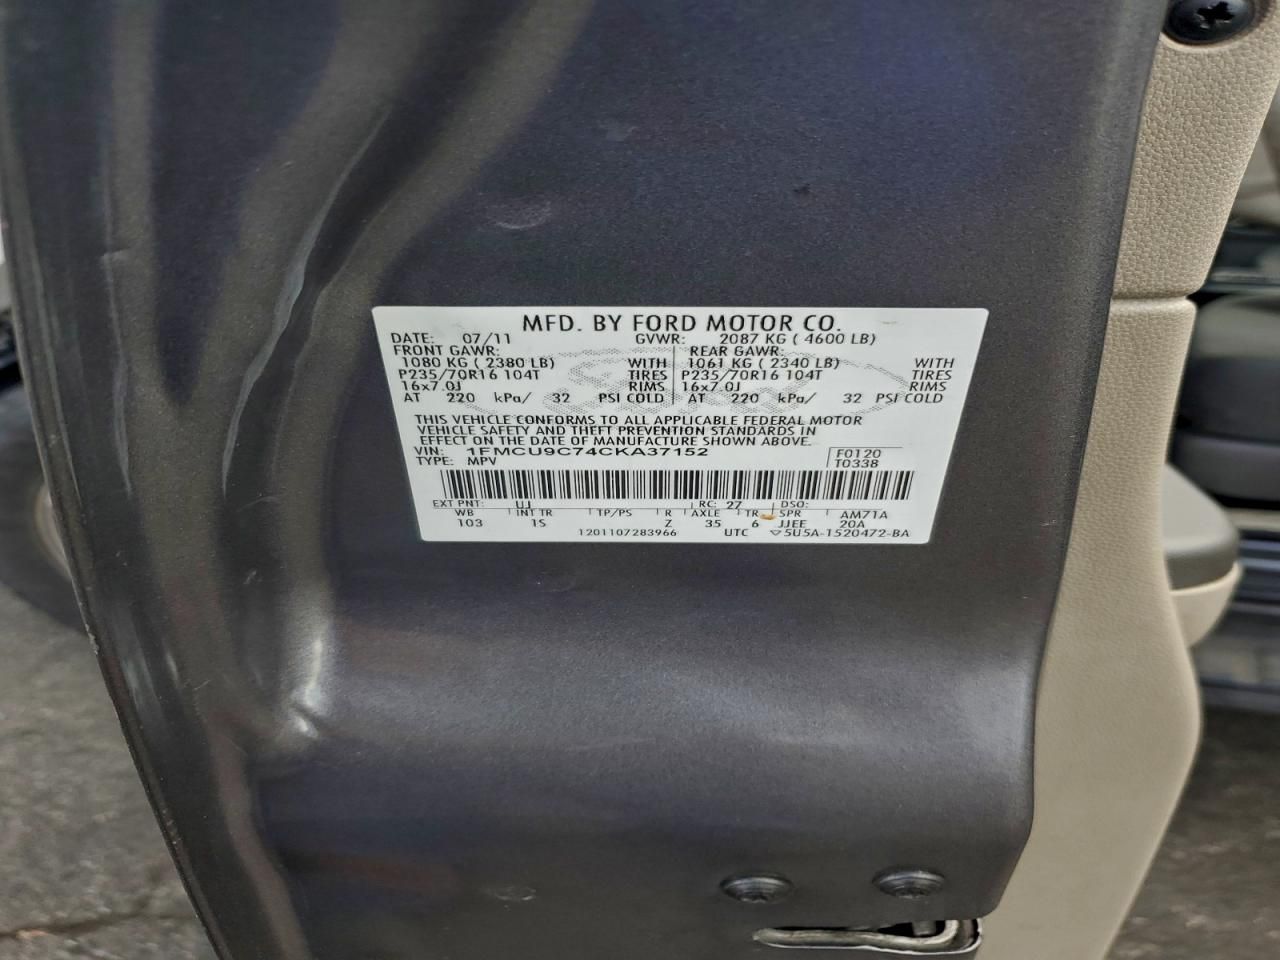 MFD. BY FORD MOTOR CO.
DATE: 07/11 GVWR: 2087 KG ( 4600 LB)
FRONT GAWR: REAR GAWR:
1080 KG ( 2380 LB) WITH 1061 KG ( 2340 LB) WITH
P235/70R16 104T TIRES P235/70R16 104T TIRES
16x7.0J RIMS 16x7.0J RIMS
AT 220 kPa/ 32 PSI COLD AT 220 kPa/ 32 PSI COLD
THIS VEHICLE CONFORMS TO ALL APPLICABLE FEDERAL MOTOR
VEHICLE SAFETY AND THEFT PREVENTION STANDARDS IN
EFFECT ON THE DATE OF MANUFACTURE SHOWN ABOVE.
VIN: 1FMCU9C74CKA37152 F0120
TYPE: MPV T0338
EXT PNT: UJ RC: 27 DSO:
WB INT TR TP/PS R AXLE TR SPR AM71A
103 1S Z 35 6 JJEE 20A
1201107283966 UTC ▽5U5A-1520472-BA